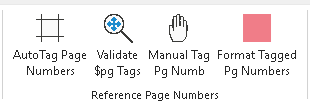 AutoTag Page Numbers
Validate $pg Tags
Manual Tag Pg Numb
Format Tagged Pg Numbers
Reference Page Numbers